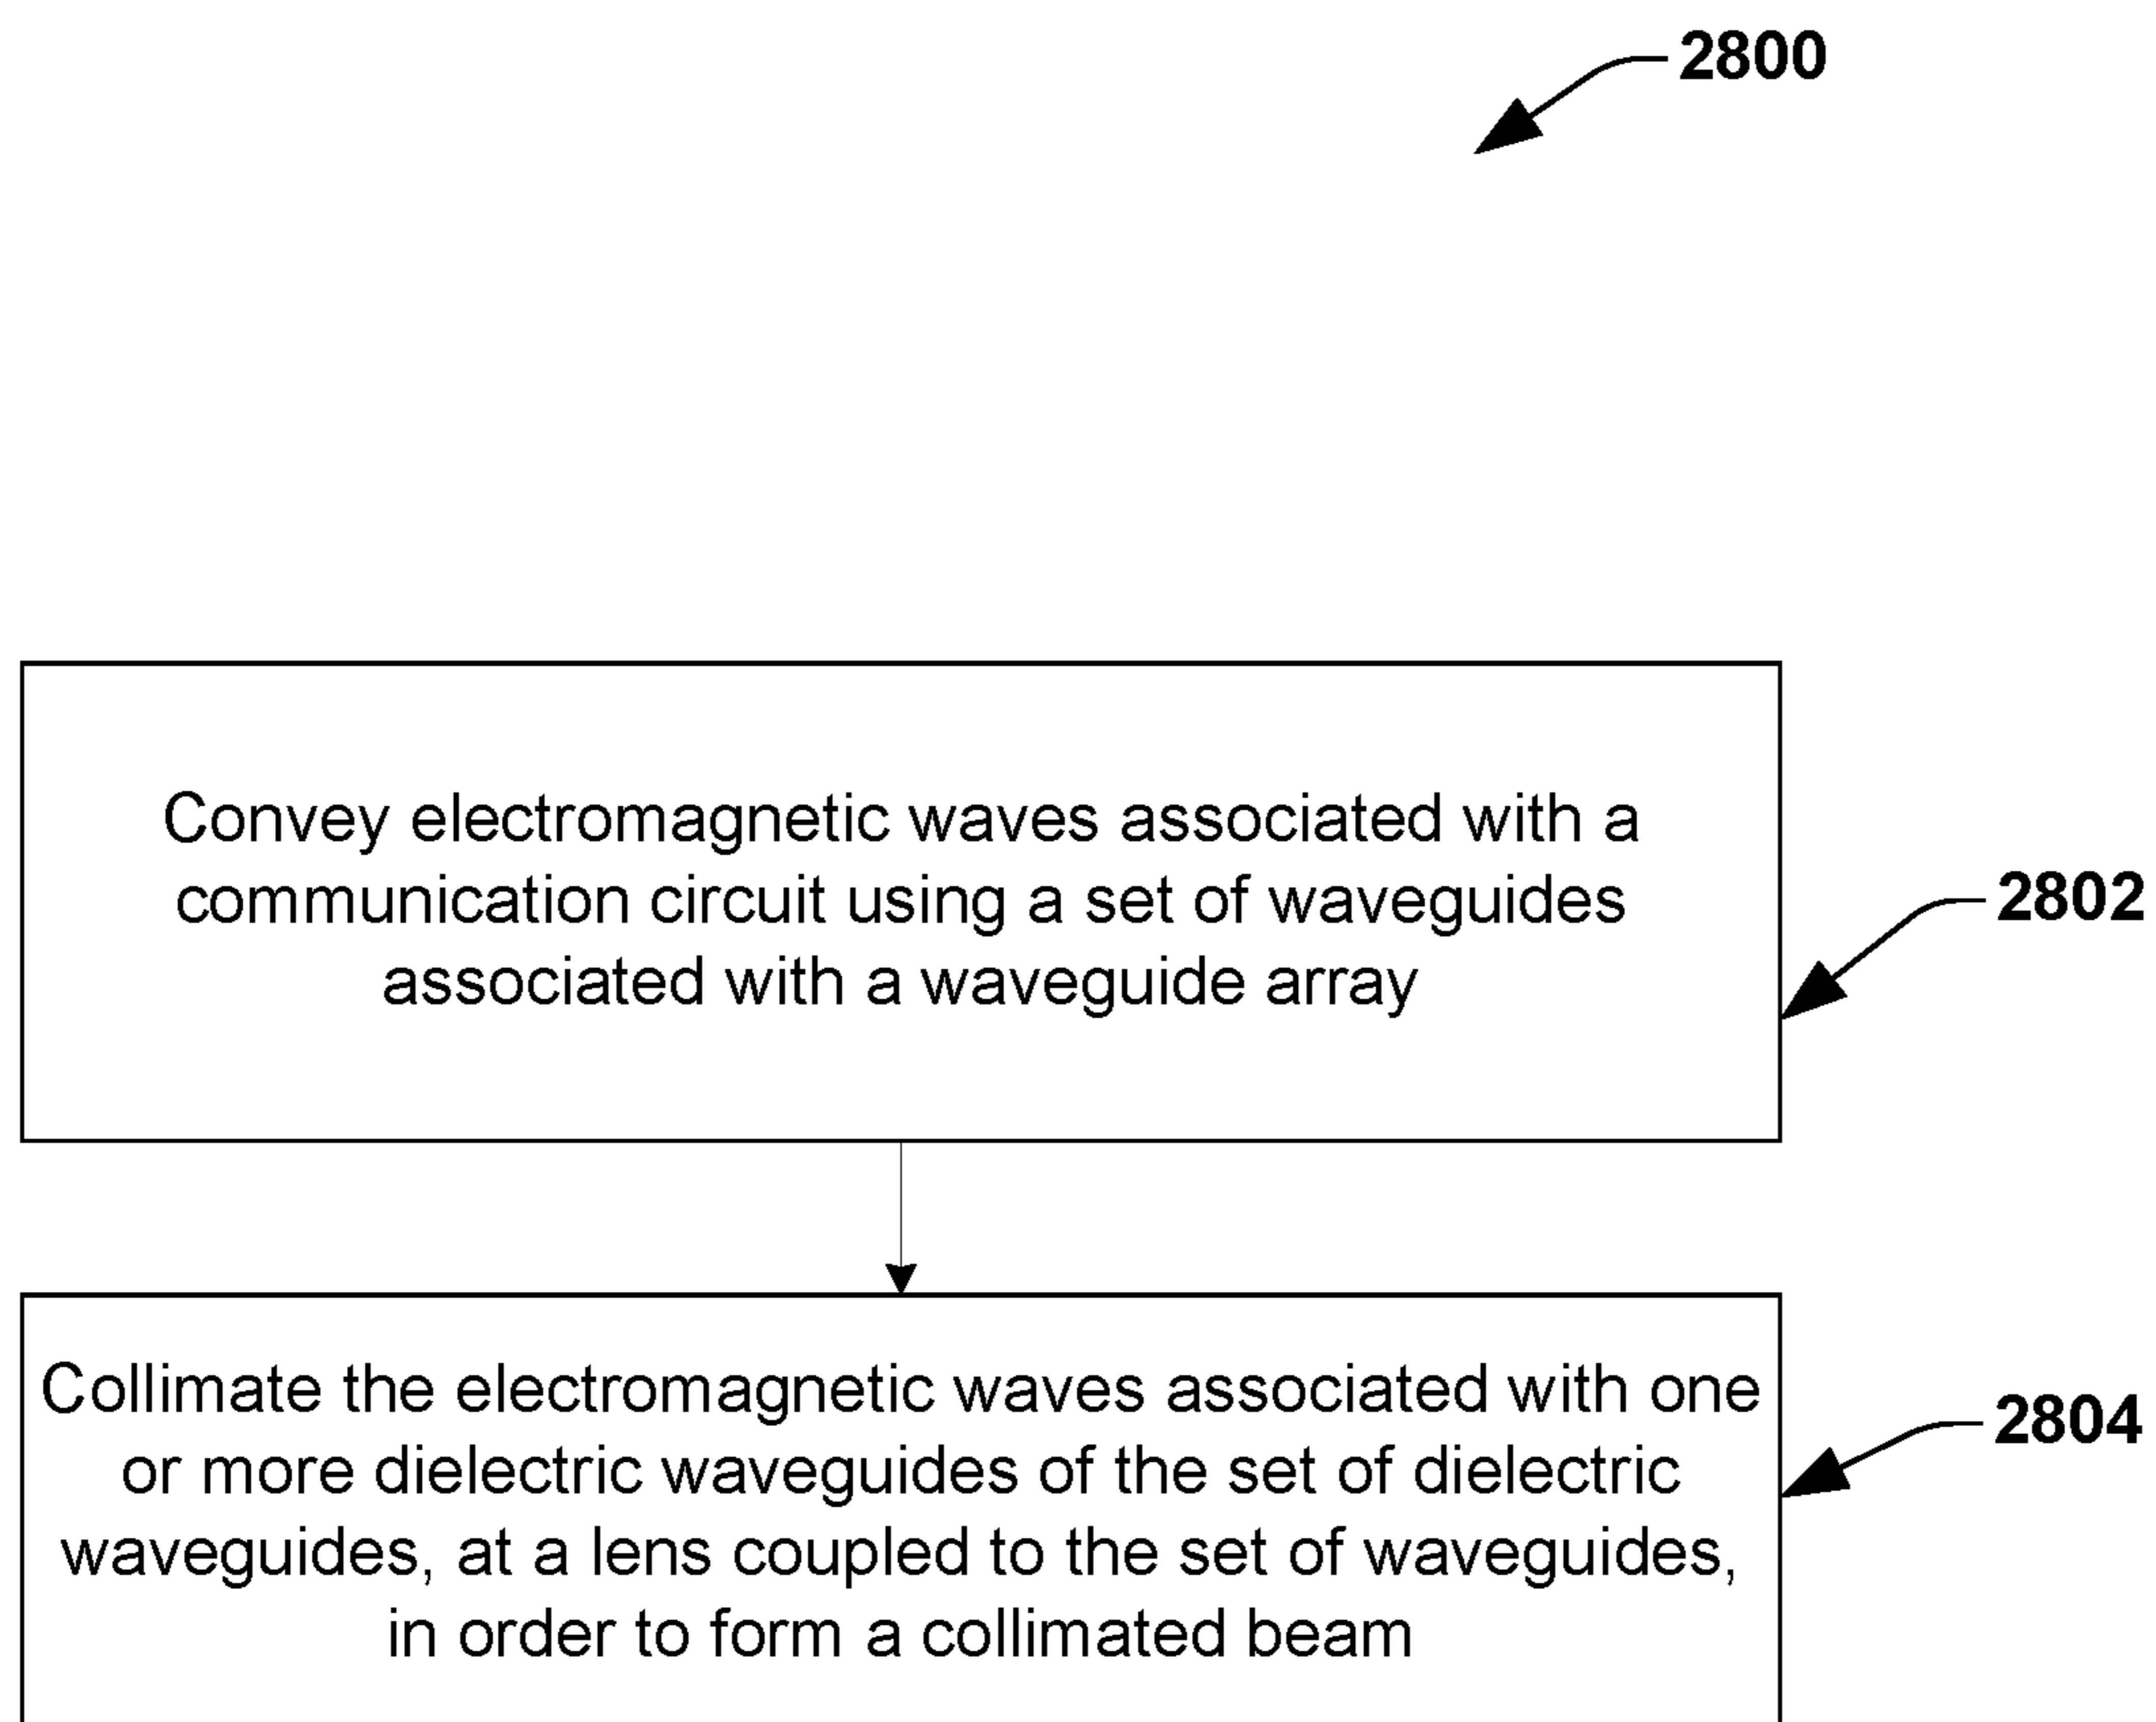 2800
Convey electromagnetic waves associated with a
communication circuit using a set of waveguides
associated with a waveguide array
2802
Collimate the electromagnetic waves associated with one
or more dielectric waveguides of the set of dielectric
waveguides, at a lens coupled to the set of waveguides,
in order to form a collimated beam
2804